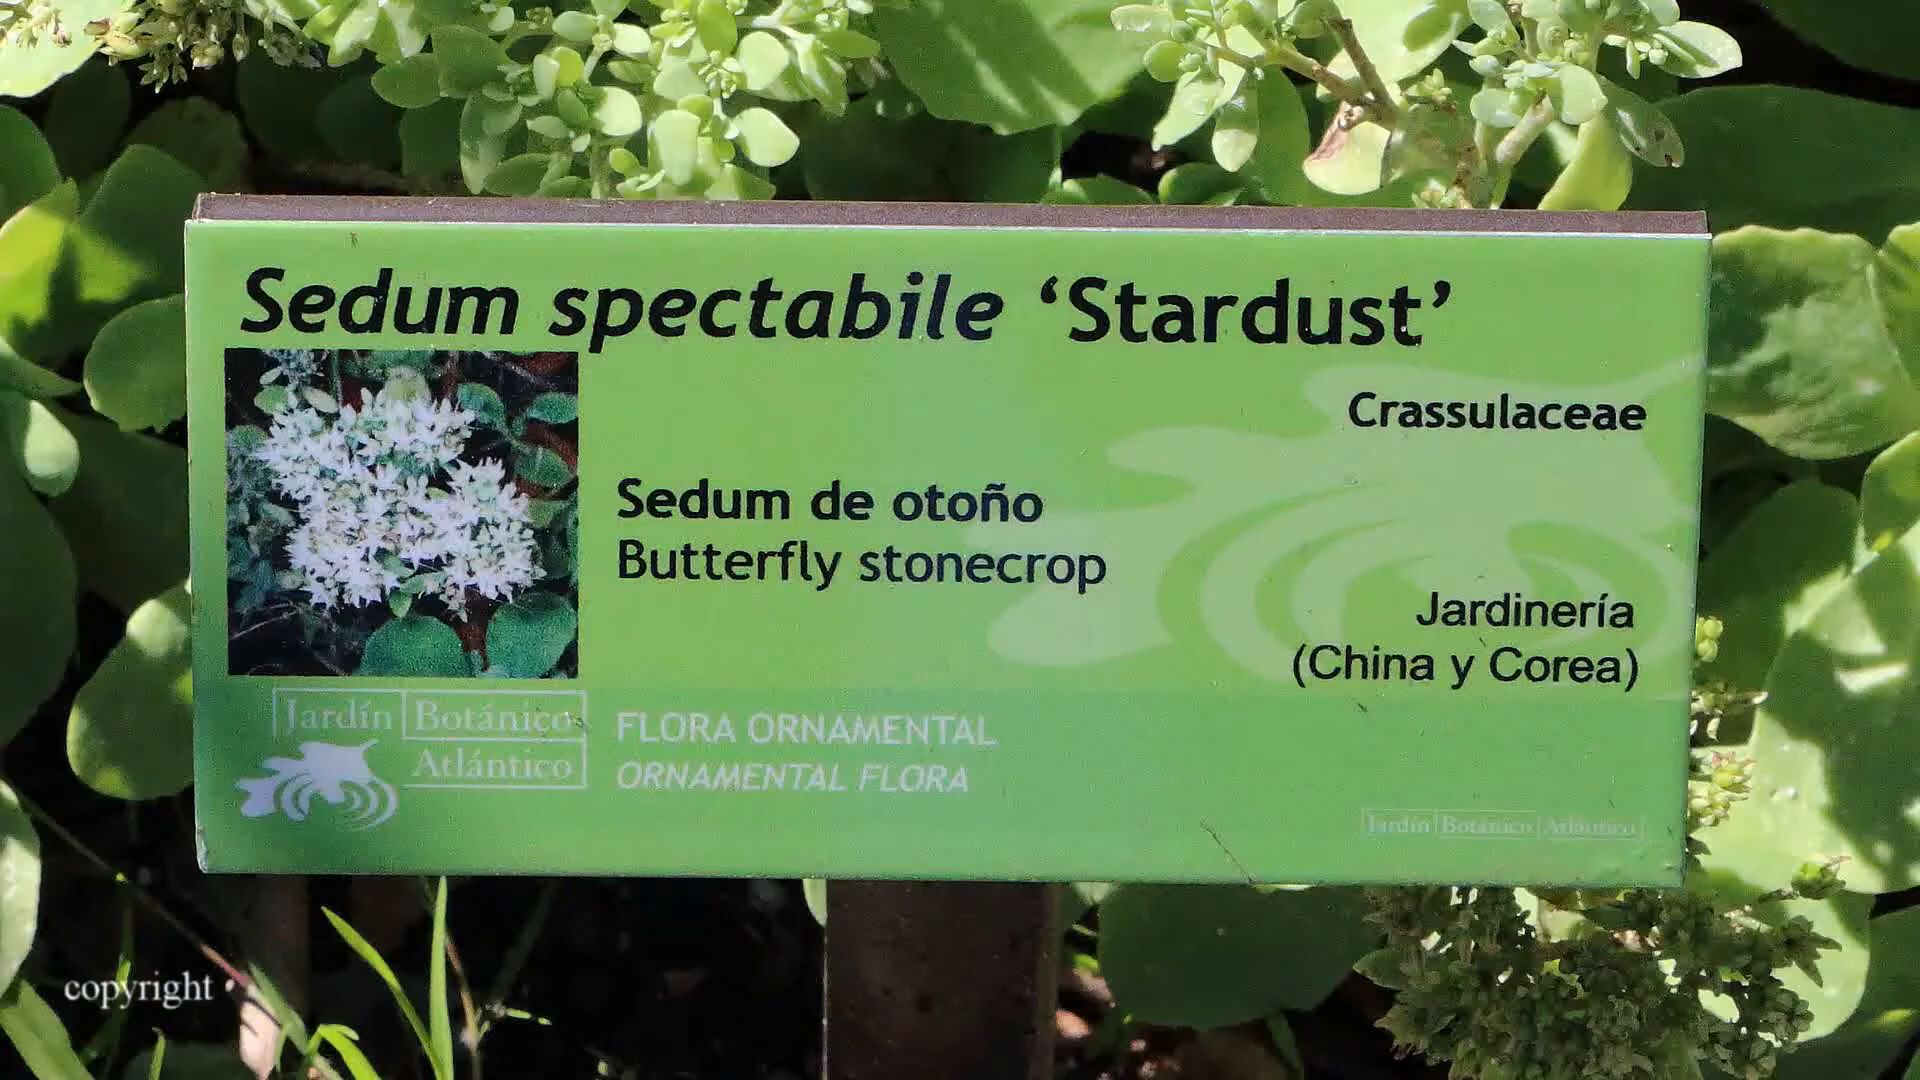 Sedum spectabile ‘Stardust’
Crassulaceae
Sedum de otoño
Butterfly stonecrop
Jardinería
(China y Corea)
Jardín Botánico
Atlántico
FLORA ORNAMENTAL
ORNAMENTAL FLORA
Jardín Botánico Atlántico
copyright